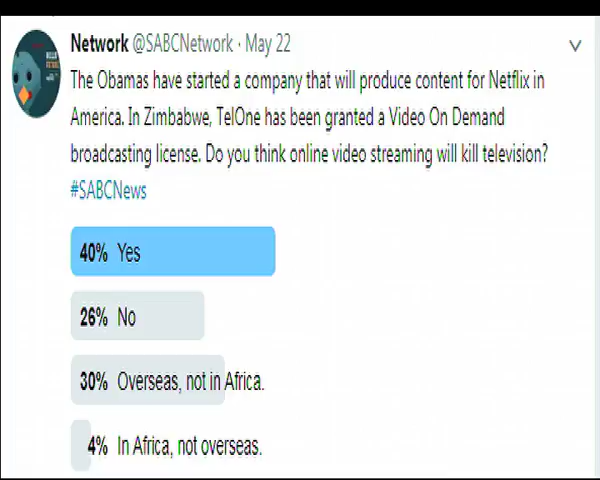 Network @SABCNetwork · May 22
The Obamas have started a company that will produce content for Netflix in
America. In Zimbabwe, TelOne has been granted a Video On Demand
broadcasting license. Do you think online video streaming will kill television?
#SABCNews
40% Yes
26% No
30% Overseas, not in Africa.
4% In Africa, not overseas.